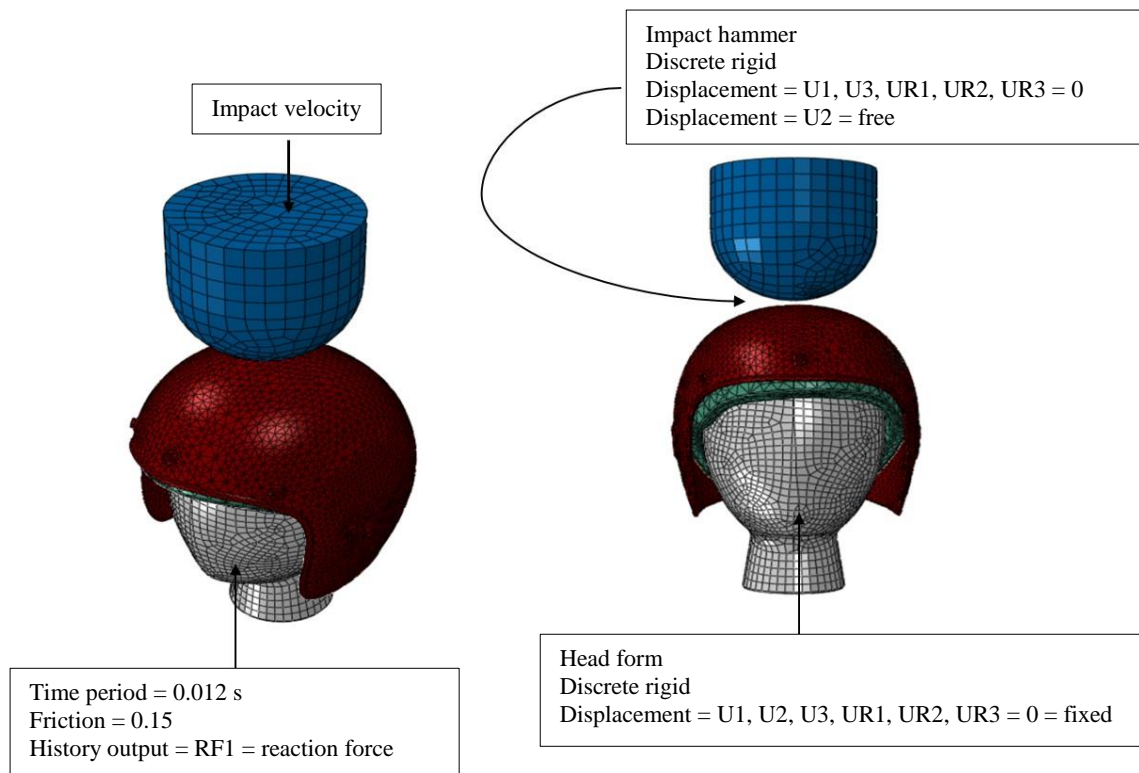 Impact hammer
Discrete rigid
Displacement = U1, U3, UR1, UR2, UR3 = 0
Displacement = U2 = free
Impact velocity
Time period = 0.012 s
Friction = 0.15
History output = RF1 = reaction force
Head form
Discrete rigid
Displacement = U1, U2, U3, UR1, UR2, UR3 = 0 = fixed